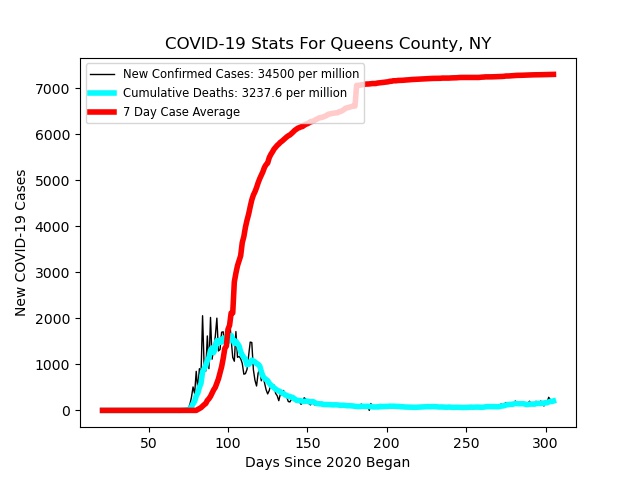 COVID-19 Stats For Queens County, NY
New Confirmed Cases: 34500 per million
Cumulative Deaths: 3237.6 per million
7 Day Case Average
New COVID-19 Cases
7000
6000
5000
4000
3000
2000
1000
0
50 100 150 200 250 300
Days Since 2020 Began